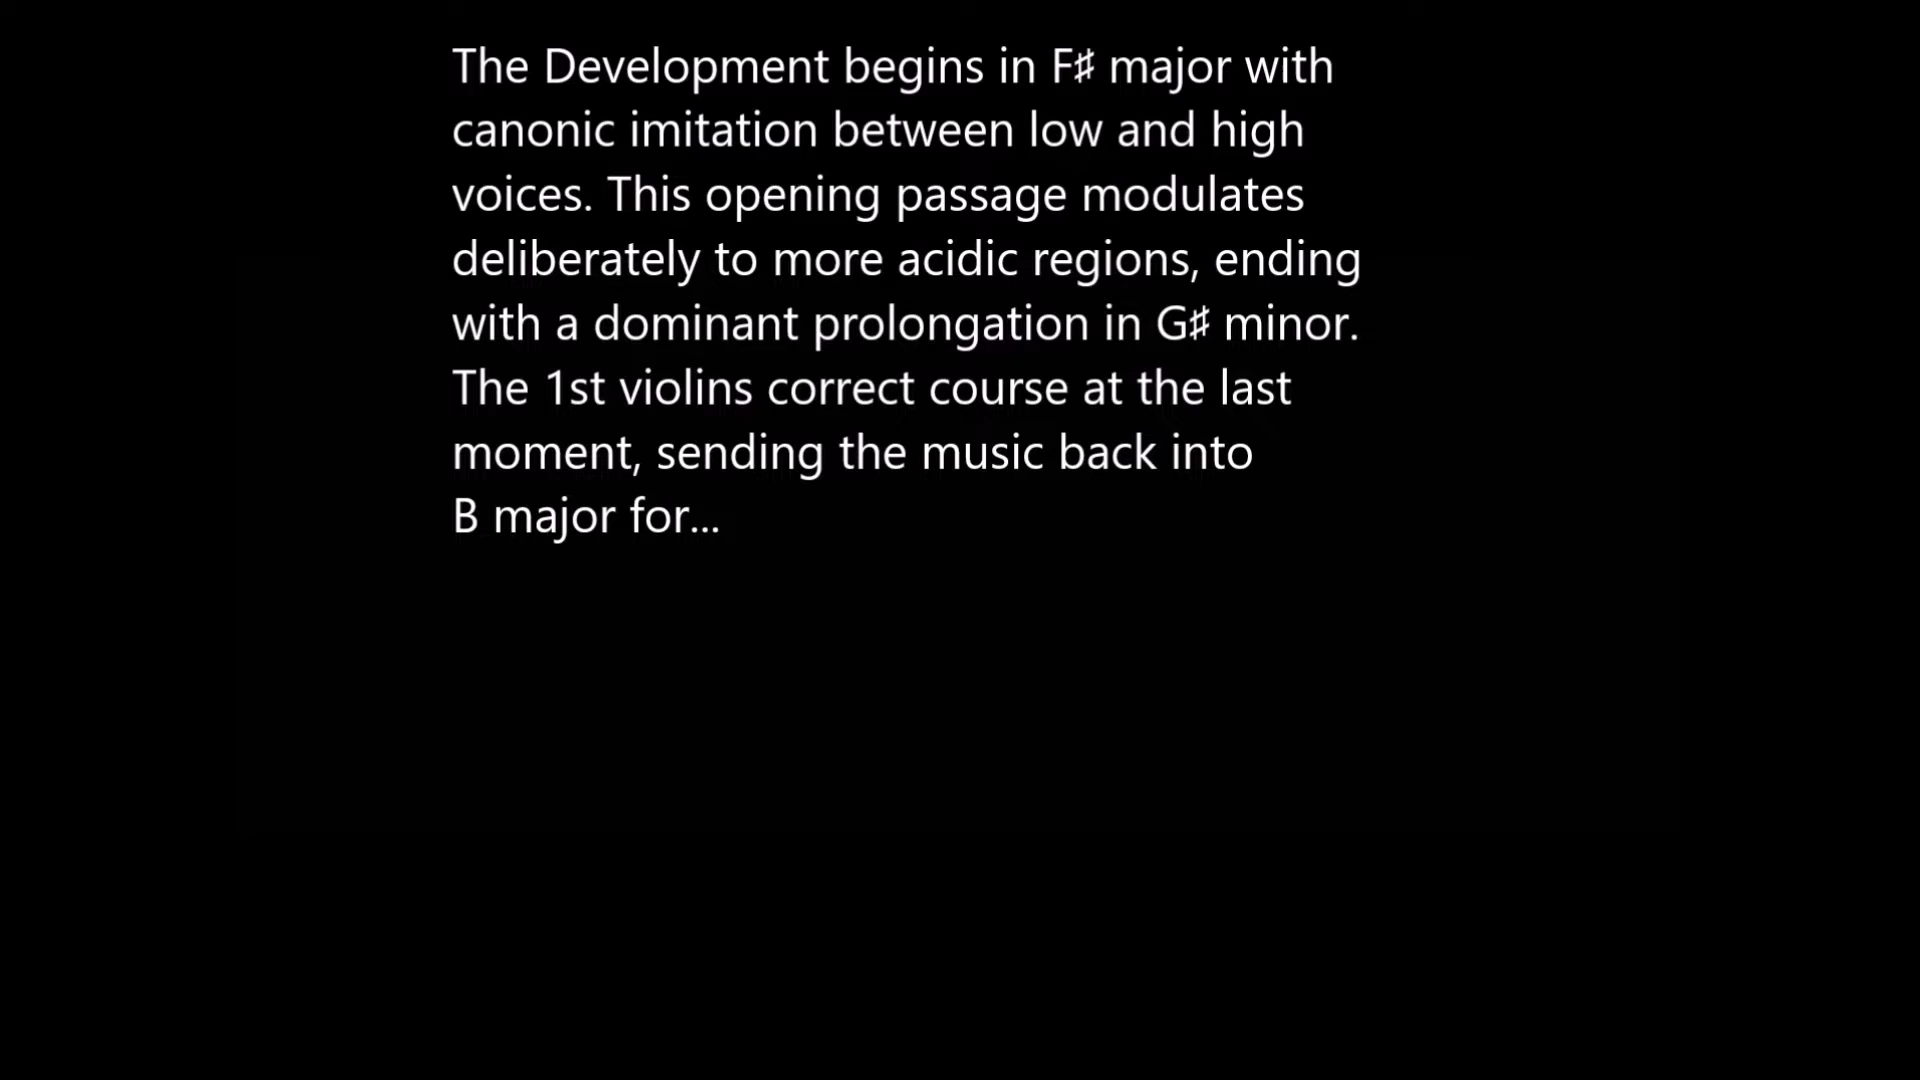 The Development begins in F♯ major with
canonic imitation between low and high
voices. This opening passage modulates
deliberately to more acidic regions, ending
with a dominant prolongation in G♯ minor.
The 1st violins correct course at the last
moment, sending the music back into
B major for...